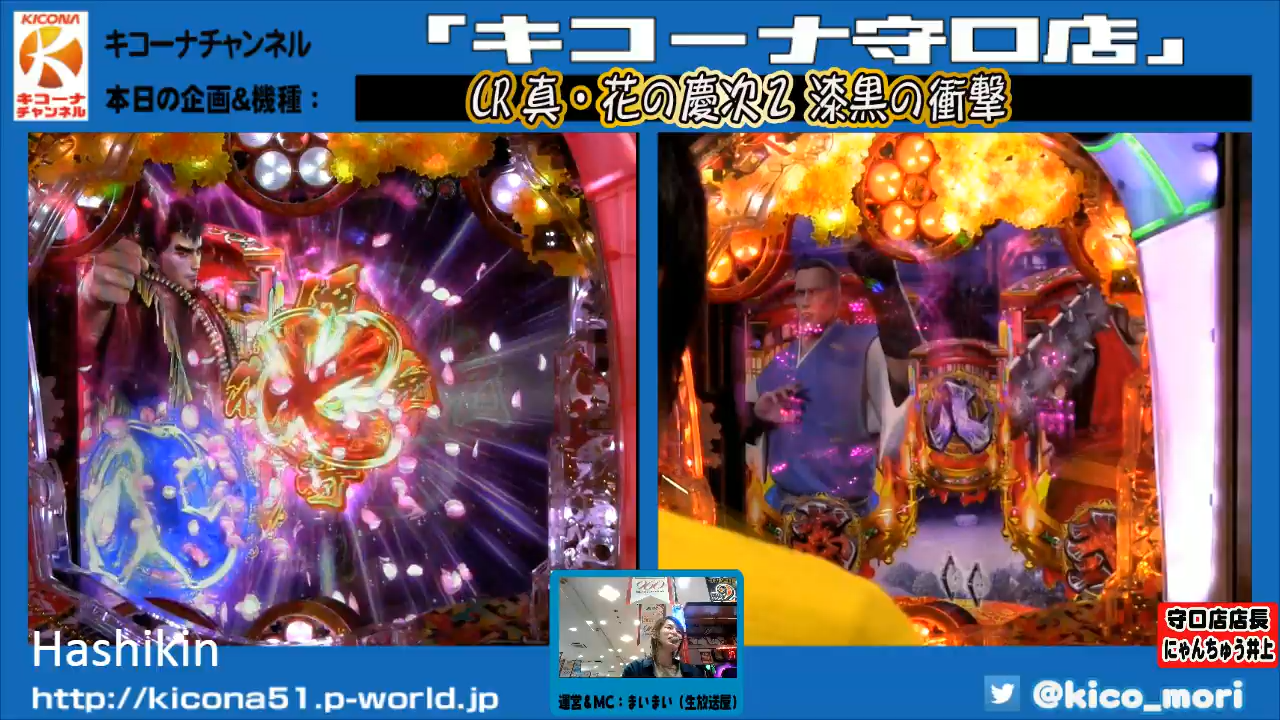 KICONA
キコーナ
チャンネル
キコーナチャンネル
「キコーナ守口店」
本日の企画&機種：
CR真・花の慶次2 漆黒の衝撃
守口店店長
にゃんちゅう井上
Hashikin
運営&MC：まいまい（生放送屋）
http://kicona51.p-world.jp
@kico_mori